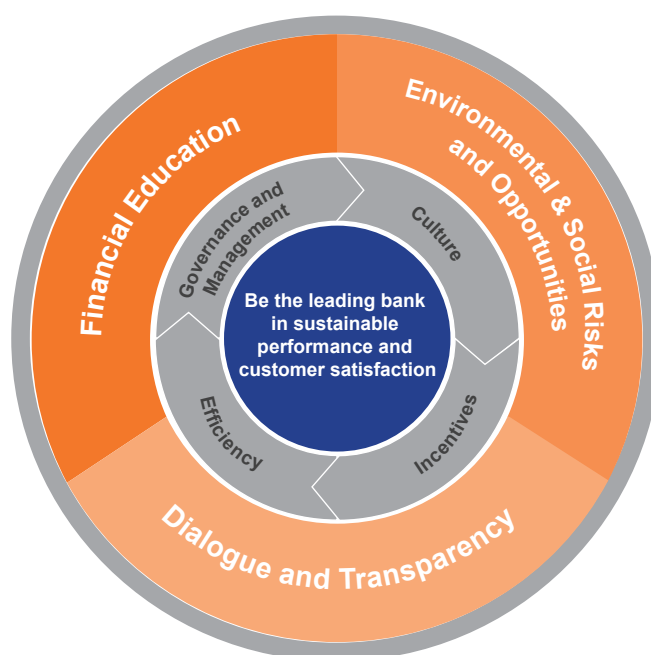 Financial Education
Environmental & Social Risks
and Opportunities
Dialogue and Transparency
Governance and
Management
Culture
Incentives
Efficiency
Be the leading bank
in sustainable
performance and
customer satisfaction